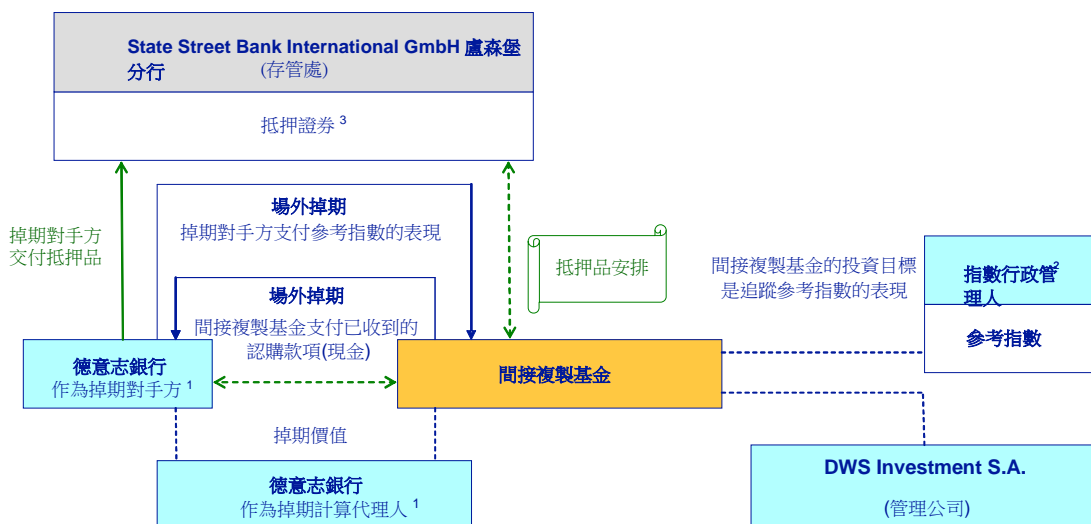 State Street Bank International GmbH 盧森堡
分行 (存管處)
抵押證券 3
場外掉期
掉期對手方支付參考指數的表現
掉期對手方
交付抵押品
抵押品安排
間接複製基金的投資目標
是追蹤參考指數的表現
指數行政管2
理人
參考指數
場外掉期
間接複製基金支付已收到的
認購款項(現金)
德意志銀行
作為掉期對手方 1
間接複製基金
掉期價值
德意志銀行
作為掉期計算代理人 1
DWS Investment S.A.
(管理公司)